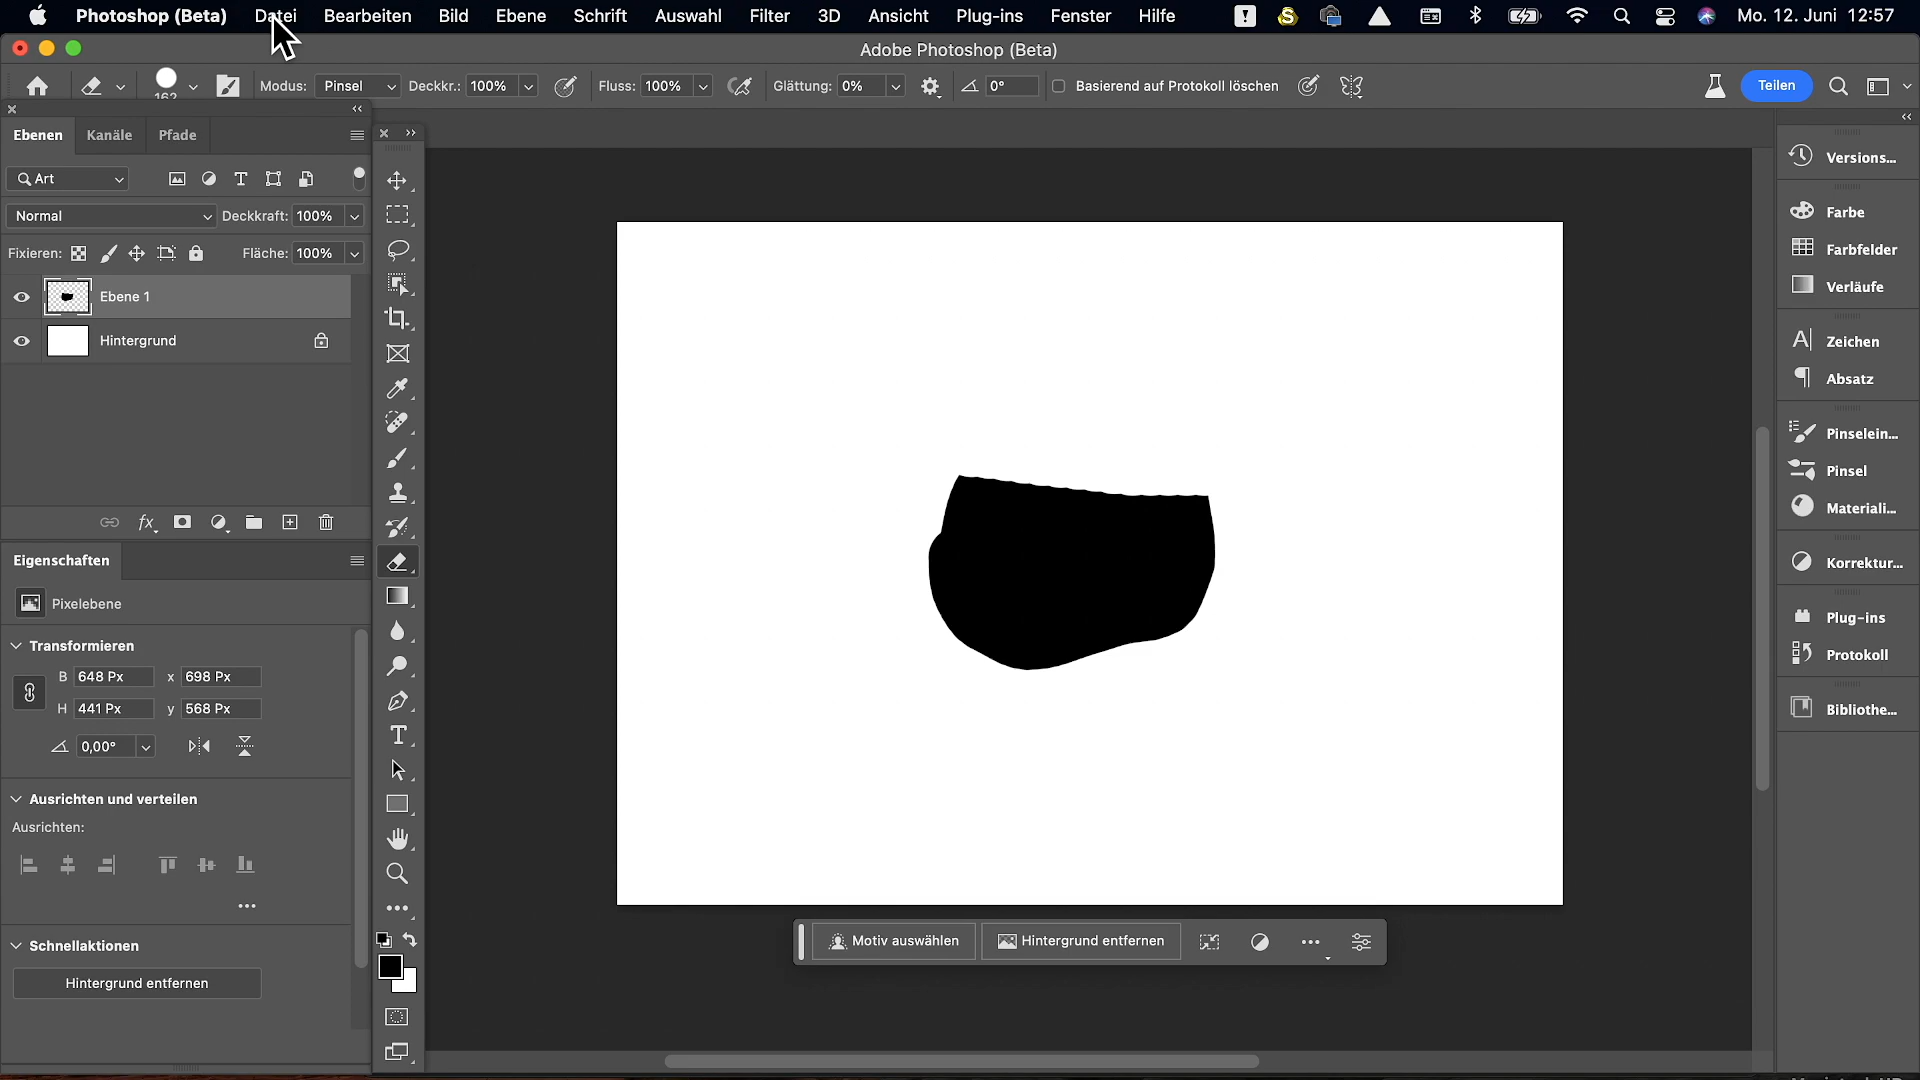 Photoshop (Beta) Datei Bearbeiten Bild Ebene Schrift Auswahl Filter 3D Ansicht Plug-ins Fenster Hilfe Mo. 12. Juni 12:57
Adobe Photoshop (Beta)
162 Modus: Pinsel Deckkr.: 100% Fluss: 100% Glättung: 0% 0° Basierend auf Protokoll löschen Teilen
Ebenen Kanäle Pfade
Art
Normal Deckkraft: 100%
Fixieren: Fläche: 100%
Ebene 1
Hintergrund
fx
Eigenschaften
Pixelebene
Transformieren
B 648 Px x 698 Px
H 441 Px y 568 Px
0,00°
Ausrichten und verteilen
Ausrichten:
Schnellaktionen
Hintergrund entfernen
Motiv auswählen Hintergrund entfernen
Versions...
Farbe
Farbfelder
Verläufe
Zeichen
Absatz
Pinselein...
Pinsel
Materiali...
Korrektur...
Plug-ins
Protokoll
Bibliothe...